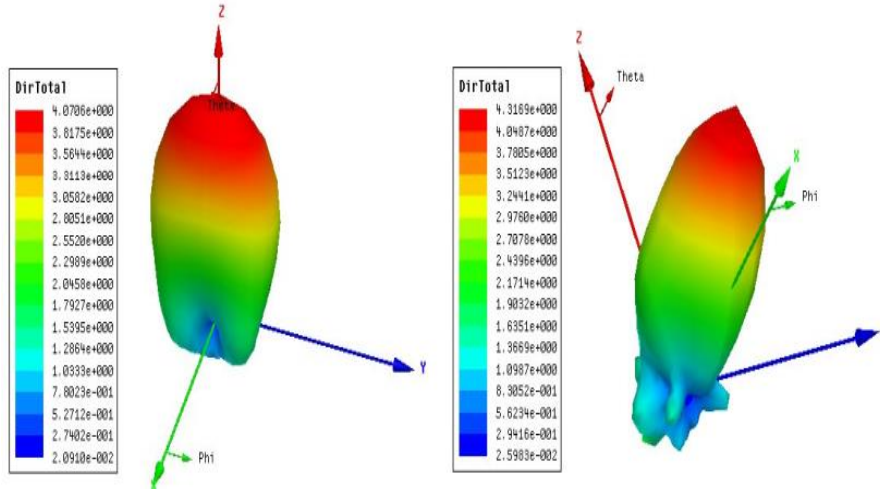 Z
DirTotal
4.0706e+000
3.8175e+000
3.5644e+000
3.3113e+000
3.0582e+000
2.8051e+000
2.5520e+000
2.2989e+000
2.0458e+000
1.7927e+000
1.5395e+000
1.2864e+000
1.0333e+000
7.8023e-001
5.2712e-001
2.7402e-001
2.0910e-002
Theta
Y
Phi
Z
Theta
DirTotal
4.3169e+000
4.0487e+000
3.7805e+000
3.5123e+000
3.2441e+000
2.9760e+000
2.7078e+000
2.4396e+000
2.1714e+000
1.9032e+000
1.6351e+000
1.3669e+000
1.0987e+000
8.3052e-001
5.6234e-001
2.9416e-001
2.5983e-002
X
Phi